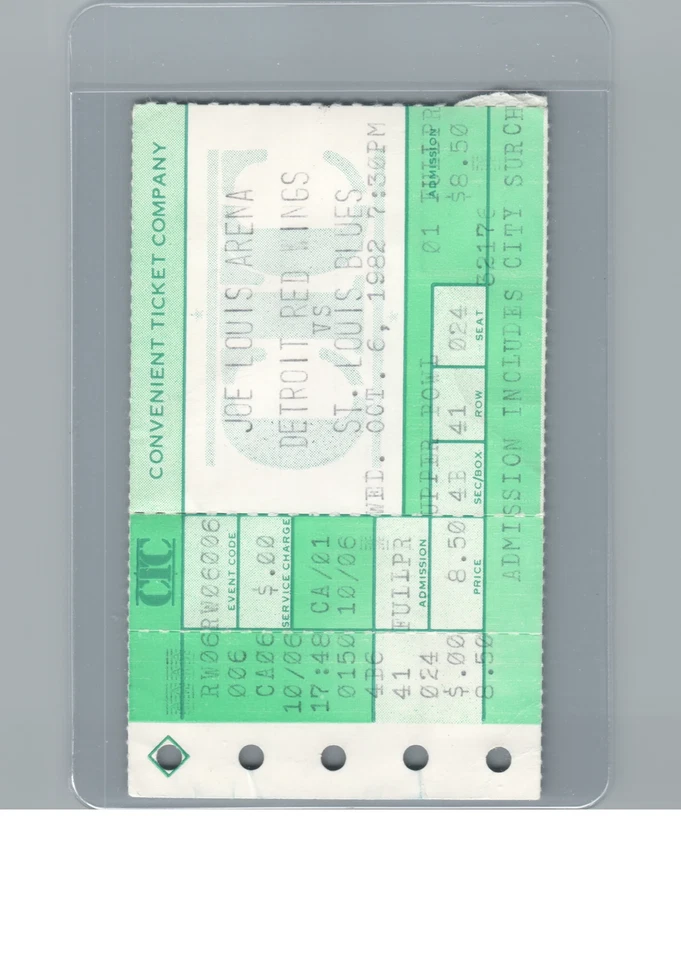 CONVENIENT TICKET COMPANY
JOE LOUIS ARENA
DETROIT RED WINGS
VS
ST. LOUIS BLUES
WED. OCT. 6, 1982 7:30PM
01 FULLPR
ADMISSION
$8.50
UPPER BOWL
4B 41 024
SEC/BOX ROW SEAT
ADMISSION INCLUDES CITY SURCH
CTC
RW06006
EVENT CODE
$.00
SERVICE CHARGE
CA/01
10/06
FULLPR
ADMISSION
8.50
PRICE
RW06
006
CA06
10/06
17:48
0150
4B6
41
024
$.00
8.50